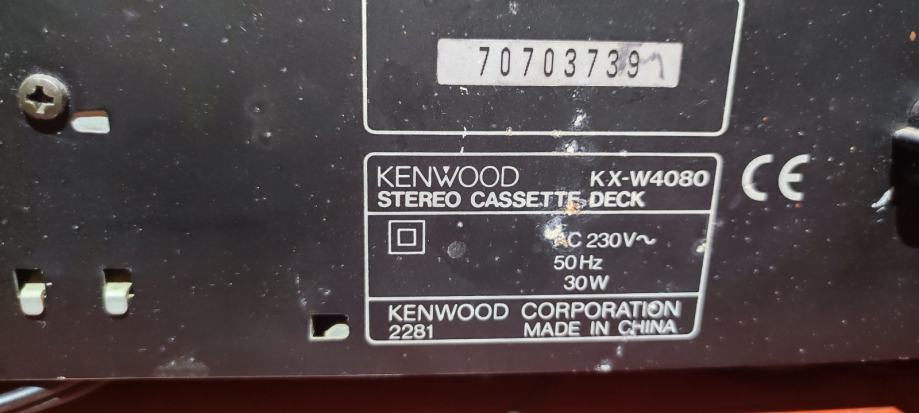 70703739
KENWOOD KX-W4080
STEREO CASSETTE DECK
AC 230V~
50Hz
30W
KENWOOD CORPORATION
2281 MADE IN CHINA
CE